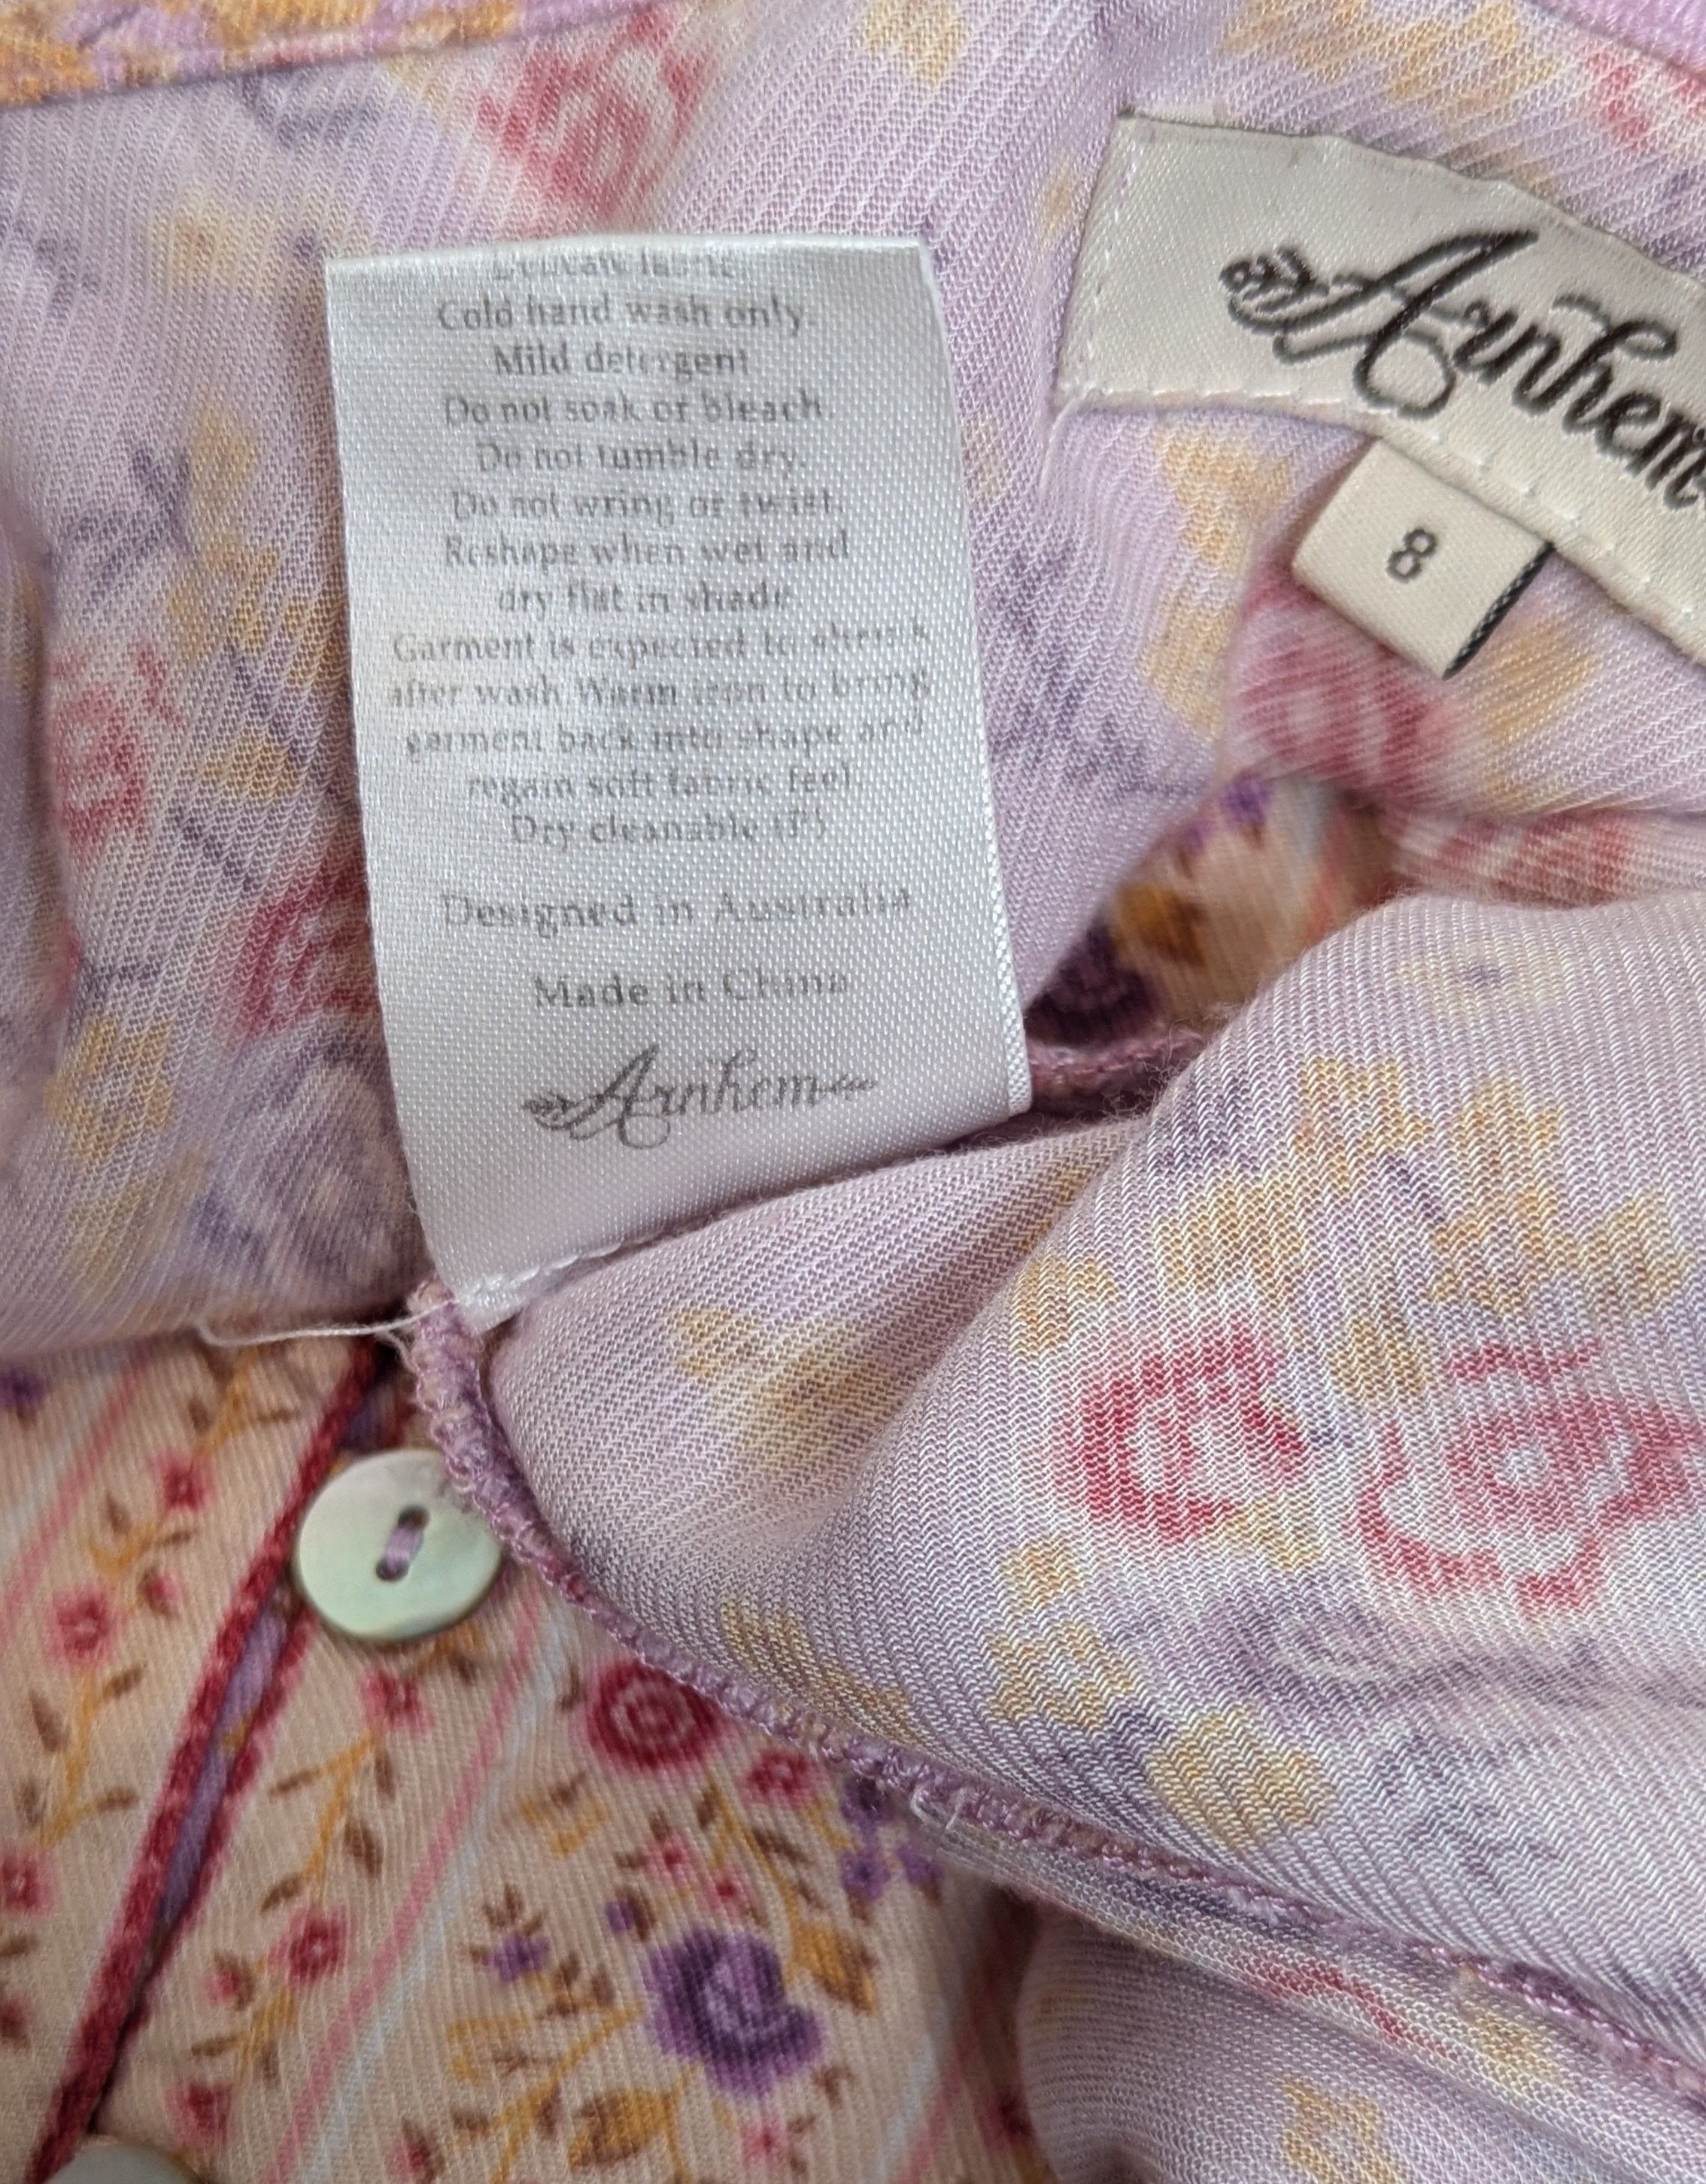 Delicate fabric
Cold hand wash only.
Mild detergent
Do not soak or bleach.
Do not tumble dry.
Do not wring or twist.
Reshape when wet and
dry flat in shade
Garment is expected to shrink
after wash Warm iron to bring
garment back into shape and
regain soft fabric feel.
Dry cleanable (P)
Designed in Australia
Made in China
Arnhem
Arnhem
8